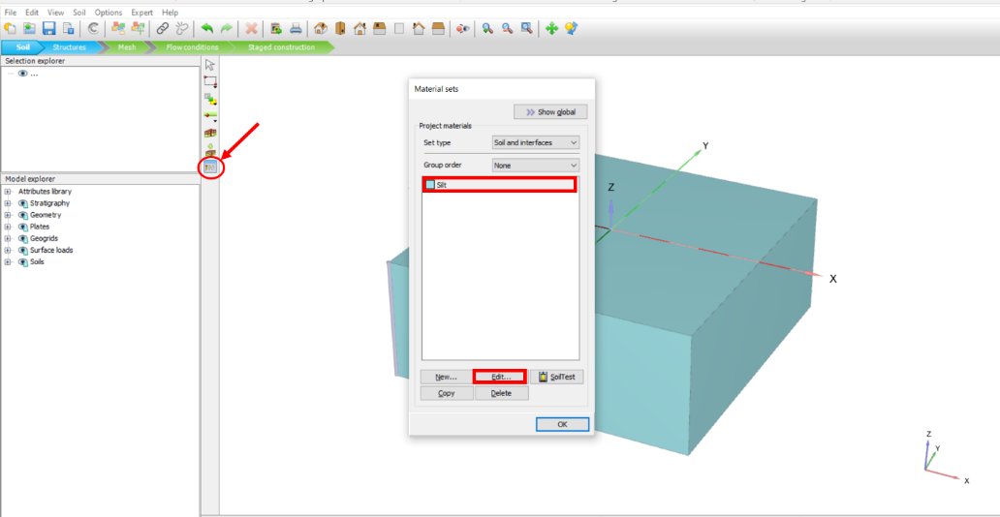 File Edit View Soil Options Expert Help
Soil Structures Mesh Flow conditions Staged construction
Selection explorer
...
Model explorer
Attributes library
Stratigraphy
Geometry
Plates
Geogrids
Surface loads
Soils
Material sets
Show global
Project materials
Set type Soil and interfaces
Group order None
Silt
New... Edit... SoilTest
Copy Delete
OK
Y
Z
X
Z
Y
X